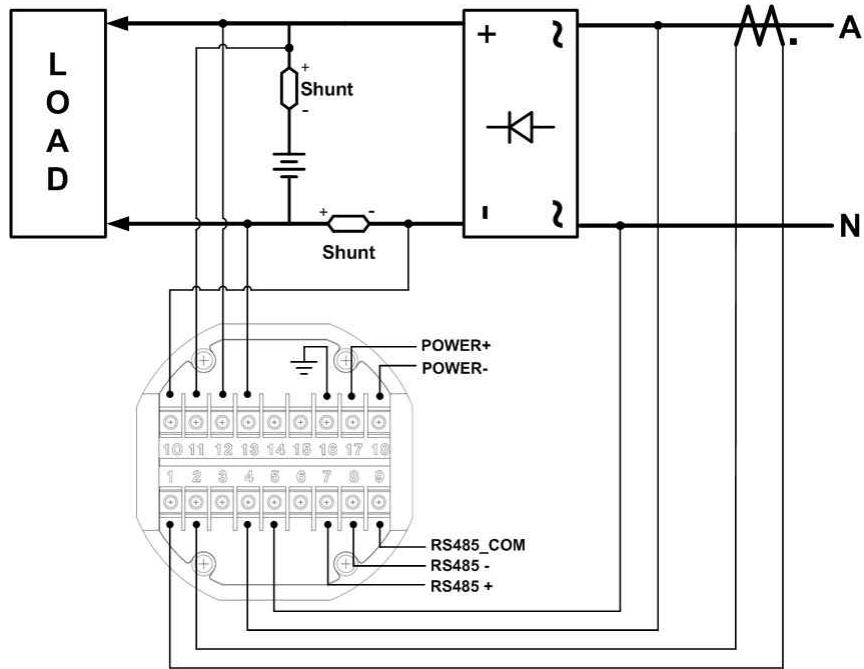 LOAD
+
~
A
+
Shunt
-
-
~
N
+ -
Shunt
POWER+
POWER-
10 11 12 13 14 15 16 17 18
1 2 3 4 5 6 7 8 9
RS485_COM
RS485 -
RS485 +